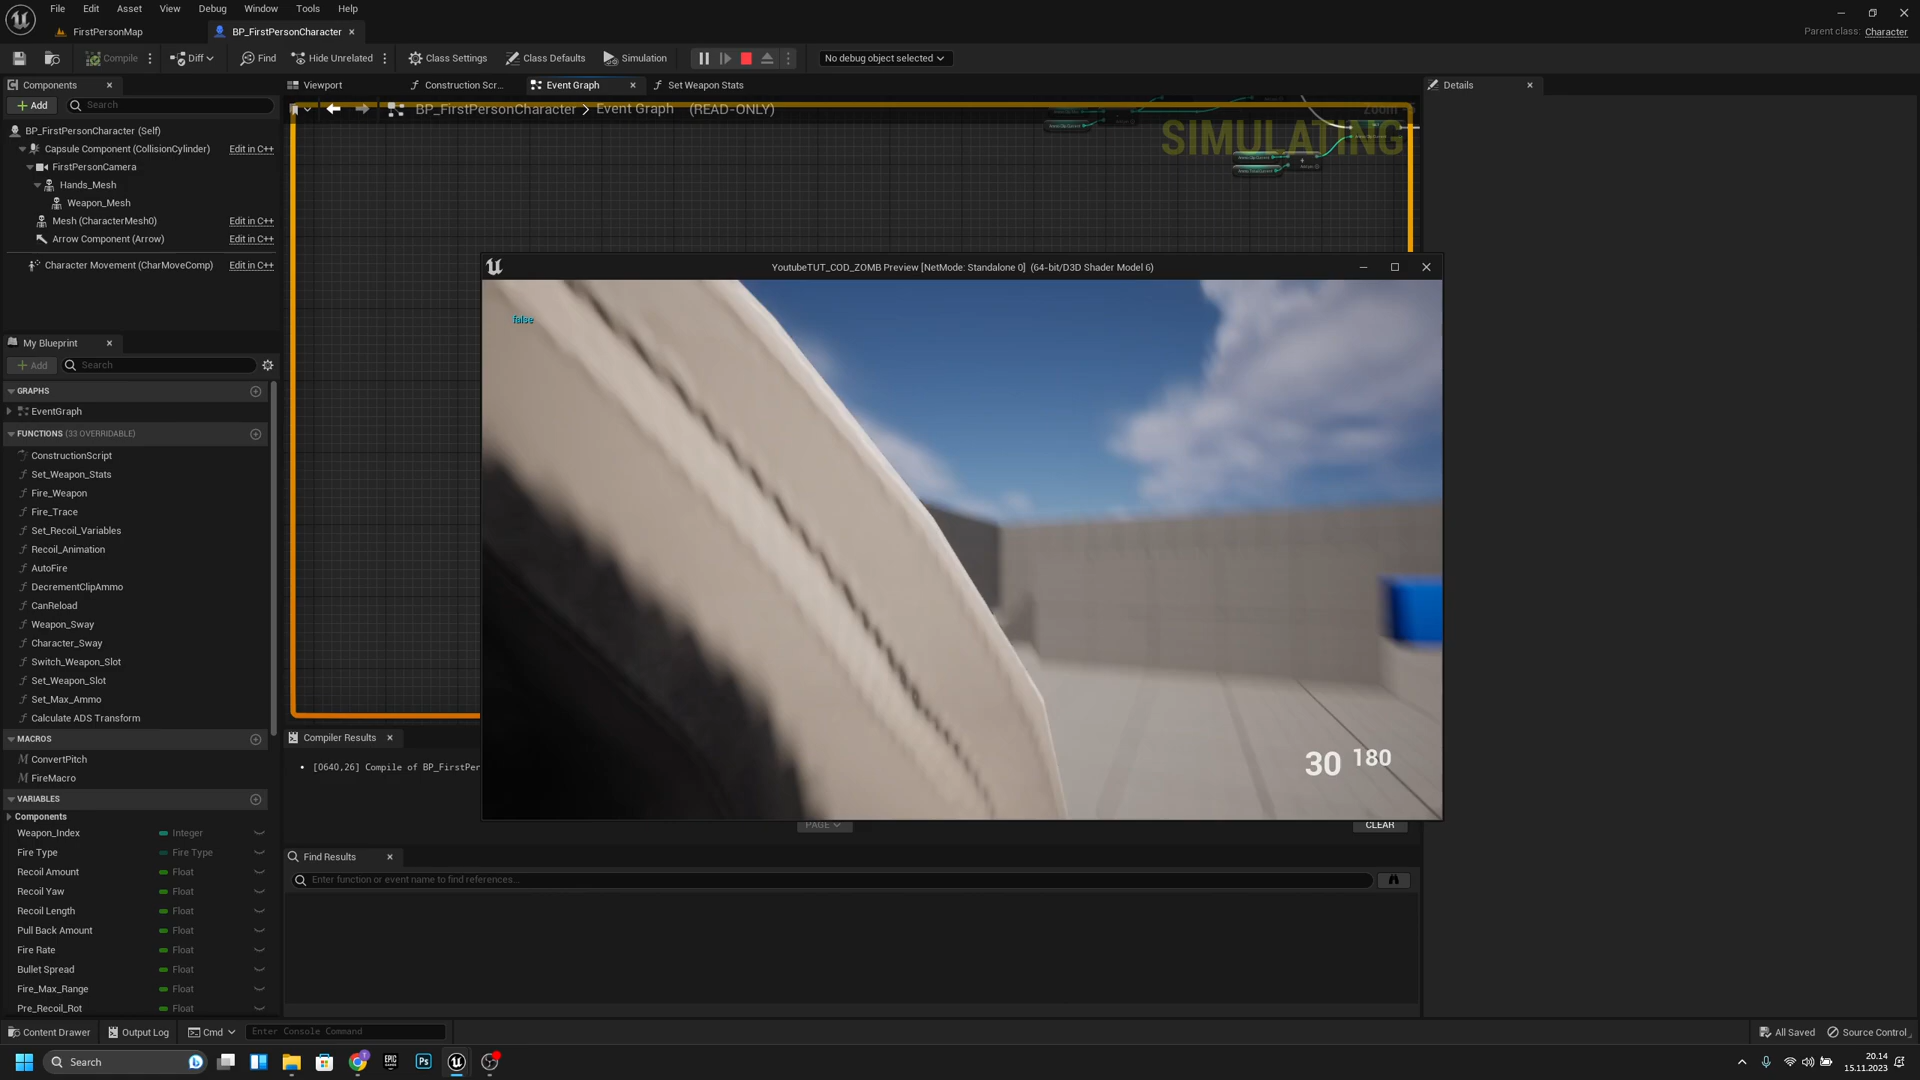 File Edit Asset View Debug Window Tools Help
FirstPersonMap BP_FirstPersonCharacter
Parent class: Character
Compile Diff Find Hide Unrelated Class Settings Class Defaults Simulation No debug object selected
Components
Add Search
BP_FirstPersonCharacter (Self)
Capsule Component (CollisionCylinder) Edit in C++
FirstPersonCamera
Hands_Mesh
Weapon_Mesh
Mesh (CharacterMesh0) Edit in C++
Arrow Component (Arrow) Edit in C++
Character Movement (CharMoveComp) Edit in C++
Viewport Construction Scr... Event Graph Set Weapon Stats
BP_FirstPersonCharacter > Event Graph (READ-ONLY)
Zoom
SIMULATING
Details
YoutubeTUT_COD_ZOMB Preview [NetMode: Standalone 0] (64-bit/D3D Shader Model 6)
false
30 180
My Blueprint
Add Search
GRAPHS
EventGraph
FUNCTIONS (33 OVERRIDABLE)
ConstructionScript
Set_Weapon_Stats
Fire_Weapon
Fire_Trace
Set_Recoil_Variables
Recoil_Animation
AutoFire
DecrementClipAmmo
CanReload
Weapon_Sway
Character_Sway
Switch_Weapon_Slot
Set_Weapon_Slot
Set_Max_Ammo
Calculate ADS Transform
MACROS
ConvertPitch
FireMacro
VARIABLES
Components
Weapon_Index Integer
Fire Type Fire Type
Recoil Amount Float
Recoil Yaw Float
Recoil Length Float
Pull Back Amount Float
Fire Rate Float
Bullet Spread Float
Fire_Max_Range Float
Pre_Recoil_Rot Float
Compiler Results
[0640,26] Compile of BP_FirstPer
PAGE CLEAR
Find Results
Enter function or event name to find references...
Content Drawer Output Log Cmd Enter Console Command
All Saved Source Control
Search
EPIC
Ps
20.14
15.11.2023